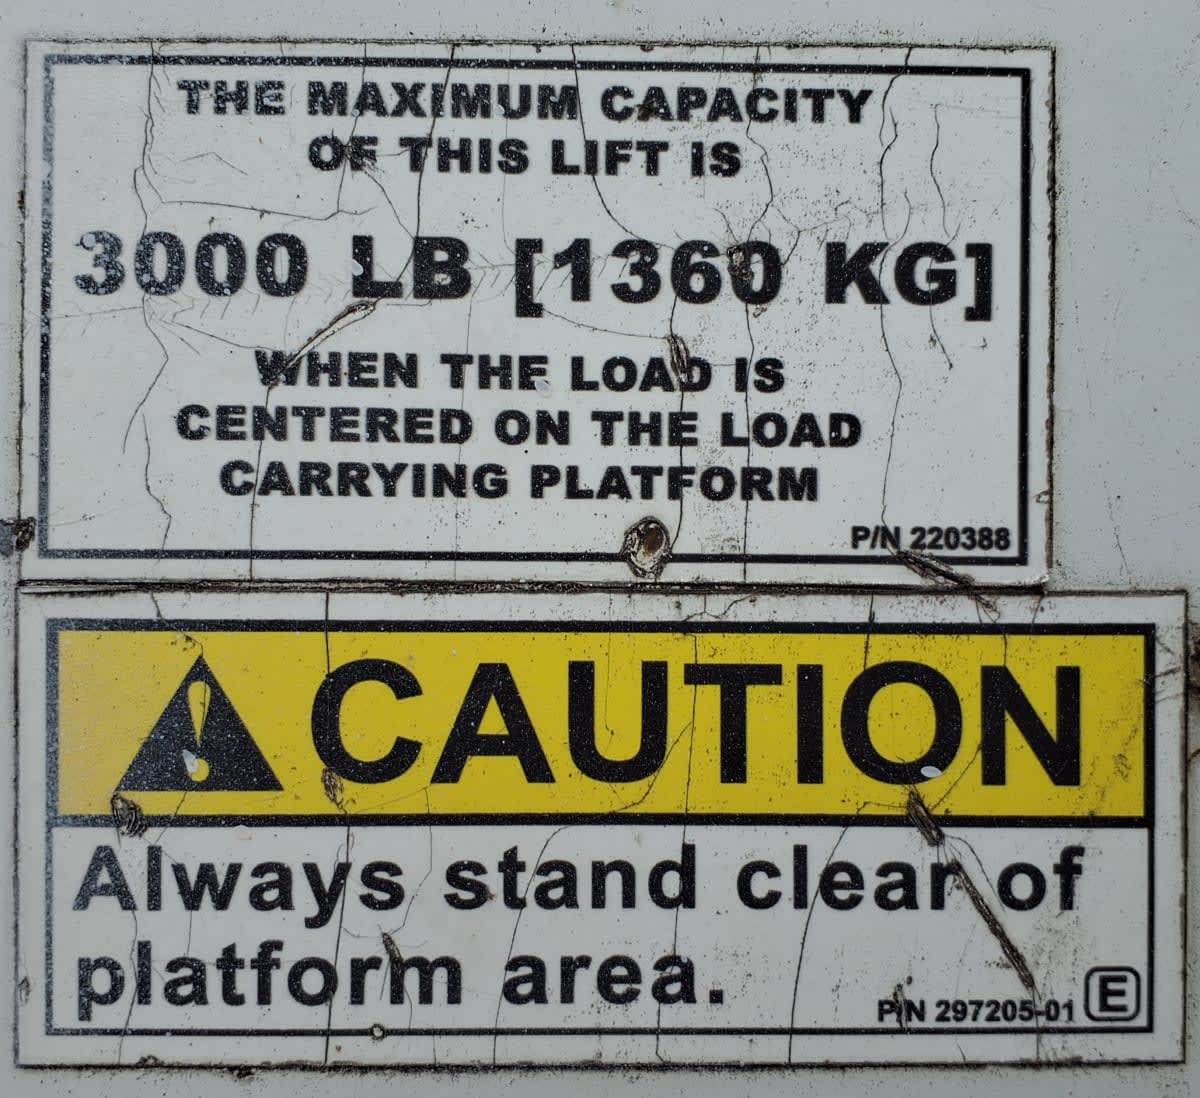 THE MAXIMUM CAPACITY
OF THIS LIFT IS
3000 LB [1360 KG]
WHEN THE LOAD IS
CENTERED ON THE LOAD
CARRYING PLATFORM
P/N 220388
! CAUTION
Always stand clear of
platform area.
P/N 297205-01 E